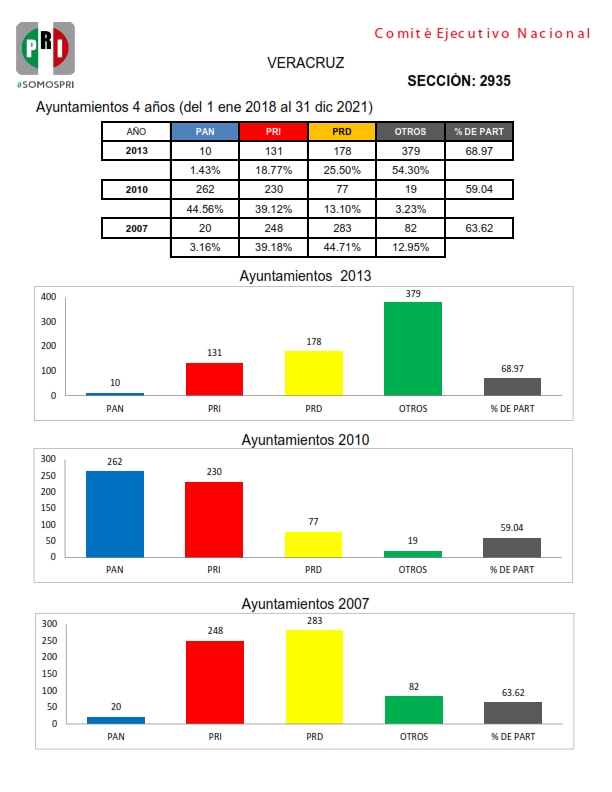 Comité Ejecutivo Nacional
PRI
#SOMOSPRI
VERACRUZ
SECCIÓN: 2935
Ayuntamientos 4 años (del 1 ene 2018 al 31 dic 2021)
AÑO PAN PRI PRD OTROS % DE PART
2013 10 131 178 379 68.97
1.43% 18.77% 25.50% 54.30%
2010 262 230 77 19 59.04
44.56% 39.12% 13.10% 3.23%
2007 20 248 283 82 63.62
3.16% 39.18% 44.71% 12.95%
Ayuntamientos 2013
400
300
200
100
0
10 131 178 379 68.97
PAN PRI PRD OTROS % DE PART
Ayuntamientos 2010
300
250
200
150
100
50
0
262 230 77 19 59.04
PAN PRI PRD OTROS % DE PART
Ayuntamientos 2007
300
250
200
150
100
50
0
20 248 283 82 63.62
PAN PRI PRD OTROS % DE PART